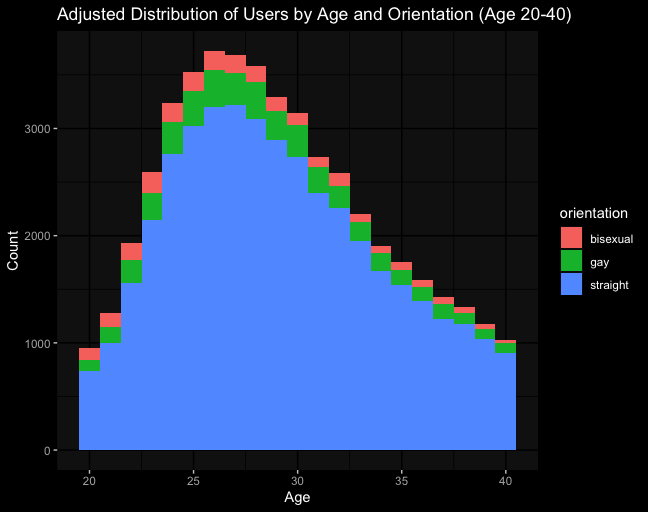 Adjusted Distribution of Users by Age and Orientation (Age 20-40)
Count
3000
2000
1000
0
20 25 30 35 40
Age
orientation
bisexual
gay
straight